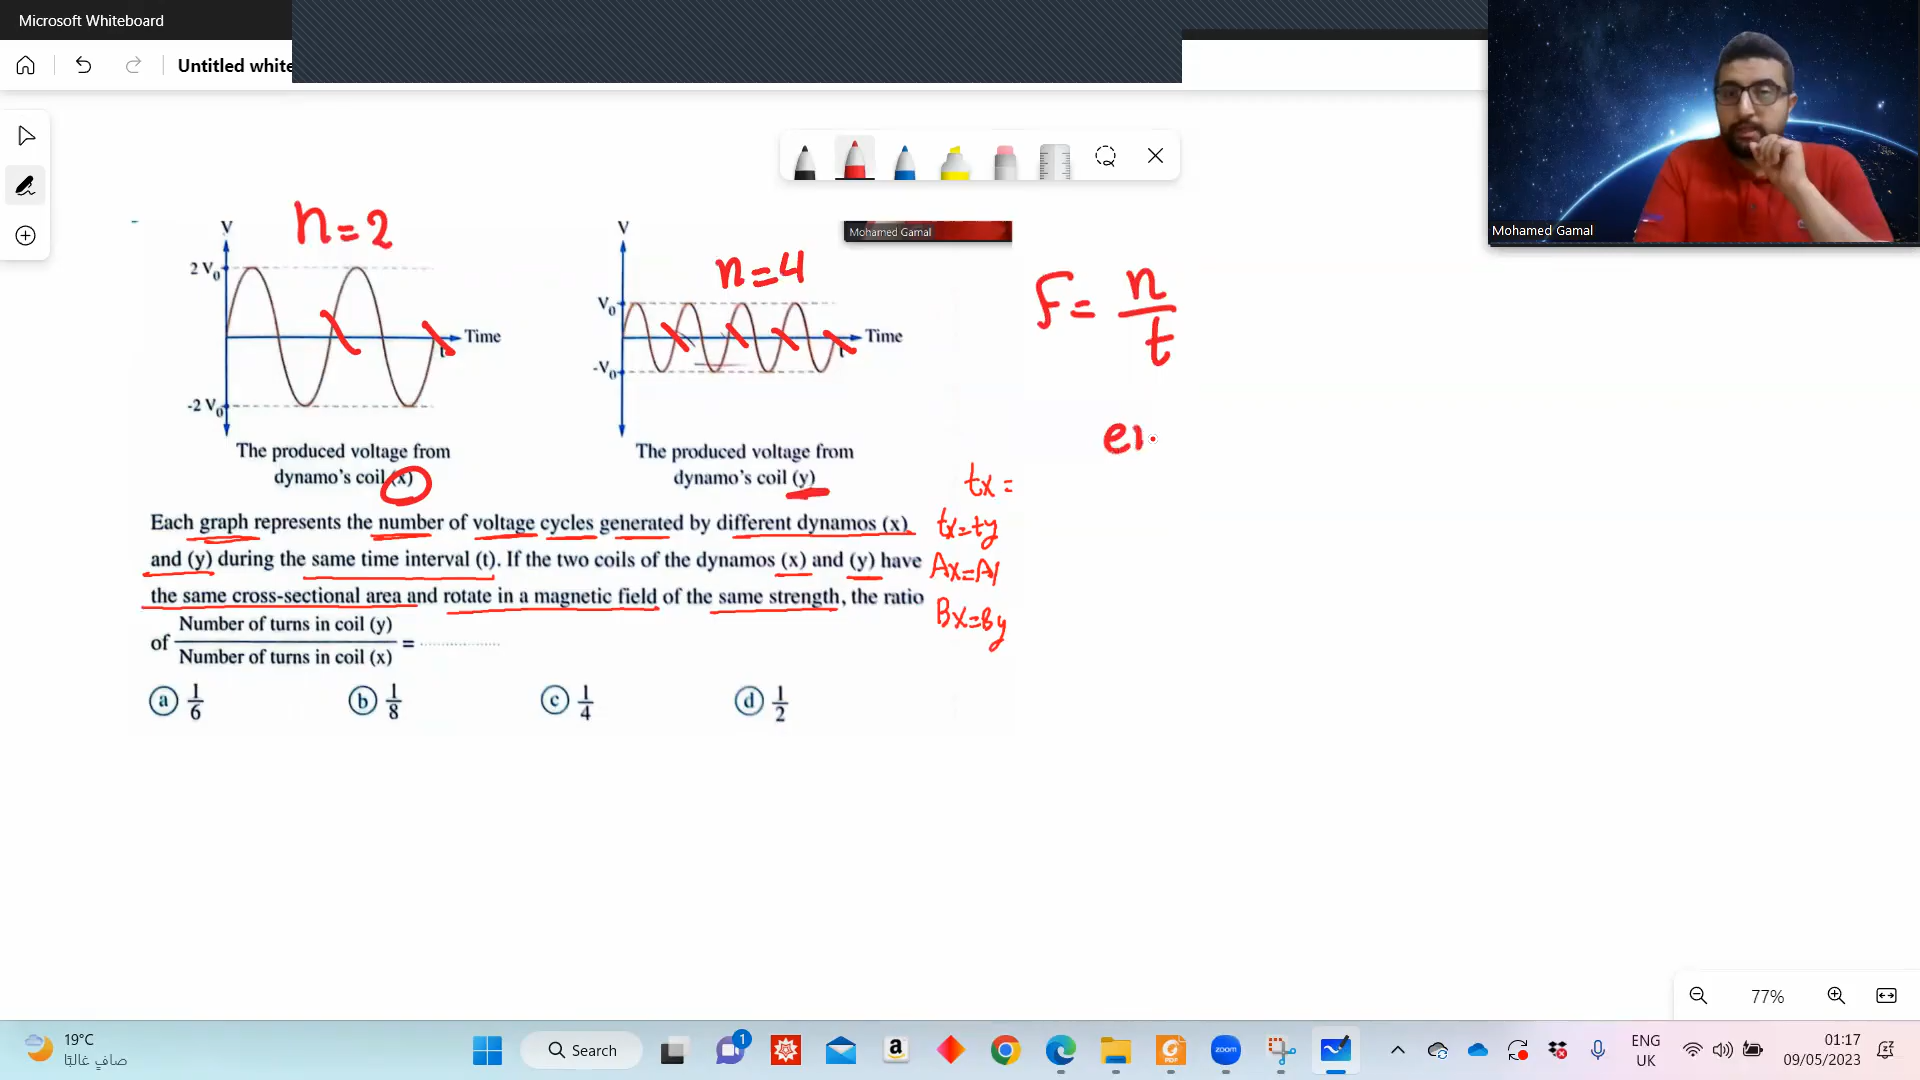 Microsoft Whiteboard
Untitled white
Mohamed Gamal
Mohamed Gamal
n=2
n=4
V
2 V₀
-2 V₀
Time
t
V
V₀
-V₀
Time
t
F= n/t
The produced voltage from
dynamo's coil (x)
The produced voltage from
dynamo's coil (y)
tx =
tx=ty
Ax=Ay
Bx=By
Each graph represents the number of voltage cycles generated by different dynamos (x)
and (y) during the same time interval (t). If the two coils of the dynamos (x) and (y) have
the same cross-sectional area and rotate in a magnetic field of the same strength, the ratio
of Number of turns in coil (y) / Number of turns in coil (x) = ..................
a 1/6 b 1/8 c 1/4 d 1/2
77%
19°C
صافٍ غالبًا
Search
1
a
PDF
zoom
ENG
UK
01:17
09/05/2023